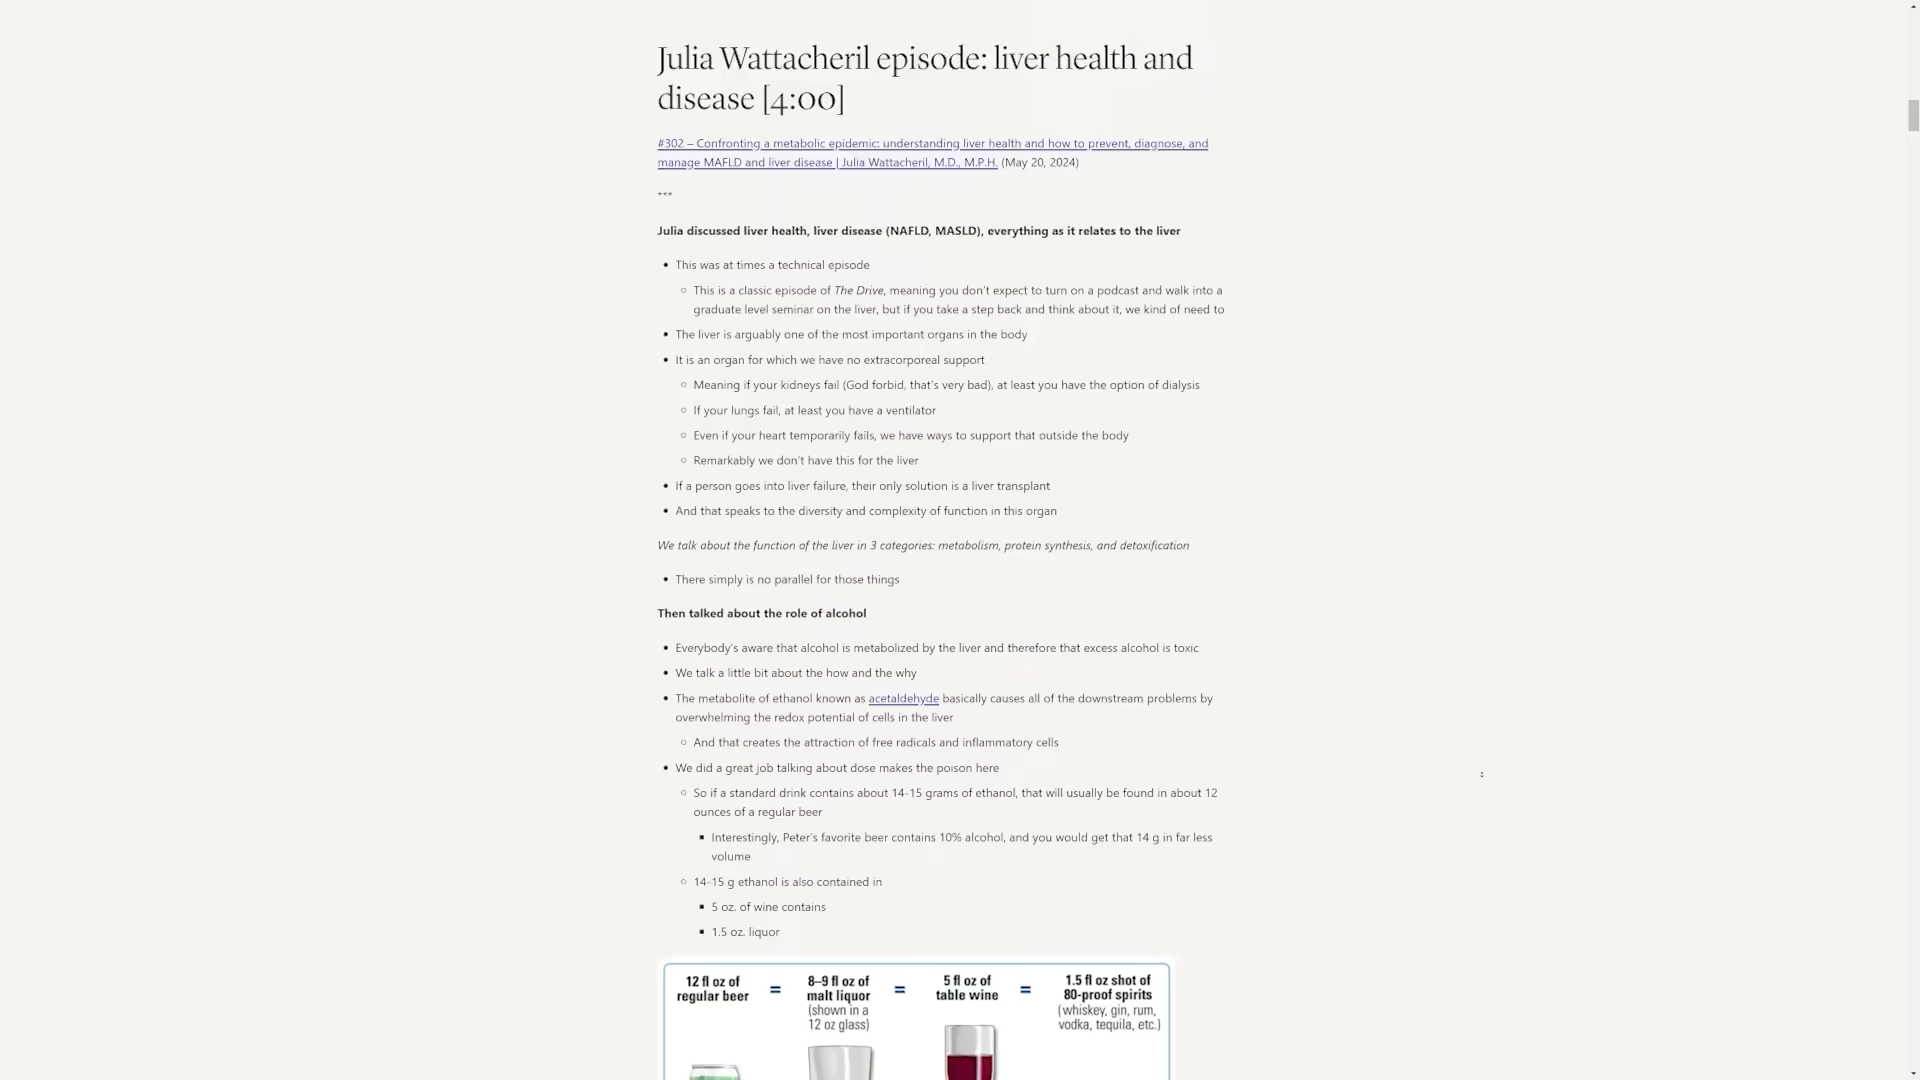 Julia Wattacheril episode: liver health and
disease [4:00]
#302 – Confronting a metabolic epidemic: understanding liver health and how to prevent, diagnose, and
manage MAFLD and liver disease | Julia Wattacheril, M.D., M.P.H. (May 20, 2024)
***
Julia discussed liver health, liver disease (NAFLD, MASLD), everything as it relates to the liver
• This was at times a technical episode
○ This is a classic episode of The Drive, meaning you don't expect to turn on a podcast and walk into a
graduate level seminar on the liver, but if you take a step back and think about it, we kind of need to
• The liver is arguably one of the most important organs in the body
• It is an organ for which we have no extracorporeal support
○ Meaning if your kidneys fail (God forbid, that's very bad), at least you have the option of dialysis
○ If your lungs fail, at least you have a ventilator
○ Even if your heart temporarily fails, we have ways to support that outside the body
○ Remarkably we don't have this for the liver
• If a person goes into liver failure, their only solution is a liver transplant
• And that speaks to the diversity and complexity of function in this organ
We talk about the function of the liver in 3 categories: metabolism, protein synthesis, and detoxification
• There simply is no parallel for those things
Then talked about the role of alcohol
• Everybody's aware that alcohol is metabolized by the liver and therefore that excess alcohol is toxic
• We talk a little bit about the how and the why
• The metabolite of ethanol known as acetaldehyde basically causes all of the downstream problems by
overwhelming the redox potential of cells in the liver
○ And that creates the attraction of free radicals and inflammatory cells
• We did a great job talking about dose makes the poison here
○ So if a standard drink contains about 14-15 grams of ethanol, that will usually be found in about 12
ounces of a regular beer
▪ Interestingly, Peter's favorite beer contains 10% alcohol, and you would get that 14 g in far less
volume
○ 14-15 g ethanol is also contained in
▪ 5 oz. of wine contains
▪ 1.5 oz. liquor
12 fl oz of
regular beer
=
8–9 fl oz of
malt liquor
(shown in a
12 oz glass)
=
5 fl oz of
table wine
=
1.5 fl oz shot of
80-proof spirits
(whiskey, gin, rum,
vodka, tequila, etc.)